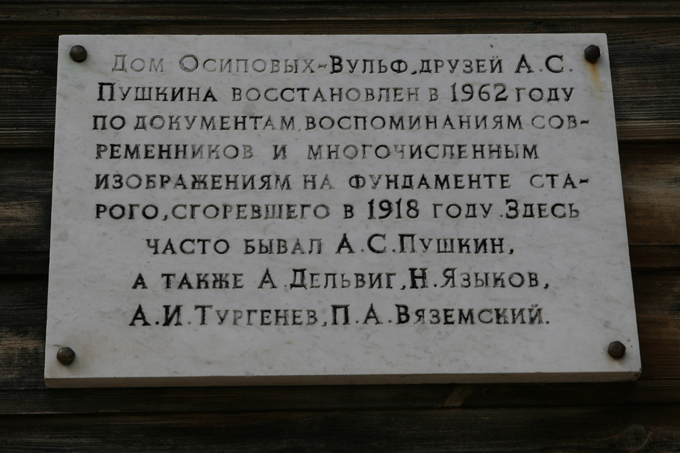 Дом Осиповых-Вульф, друзей А.С.
Пушкина восстановлен в 1962 году
по документам, воспоминаниям сов-
ременников и многочисленным
изображениям на фундаменте ста-
рого, сгоревшего в 1918 году. Здесь
часто бывал А.С. Пушкин,
а также А. Дельвиг, Н. Языков,
А.И. Тургенев, П.А. Вяземский.